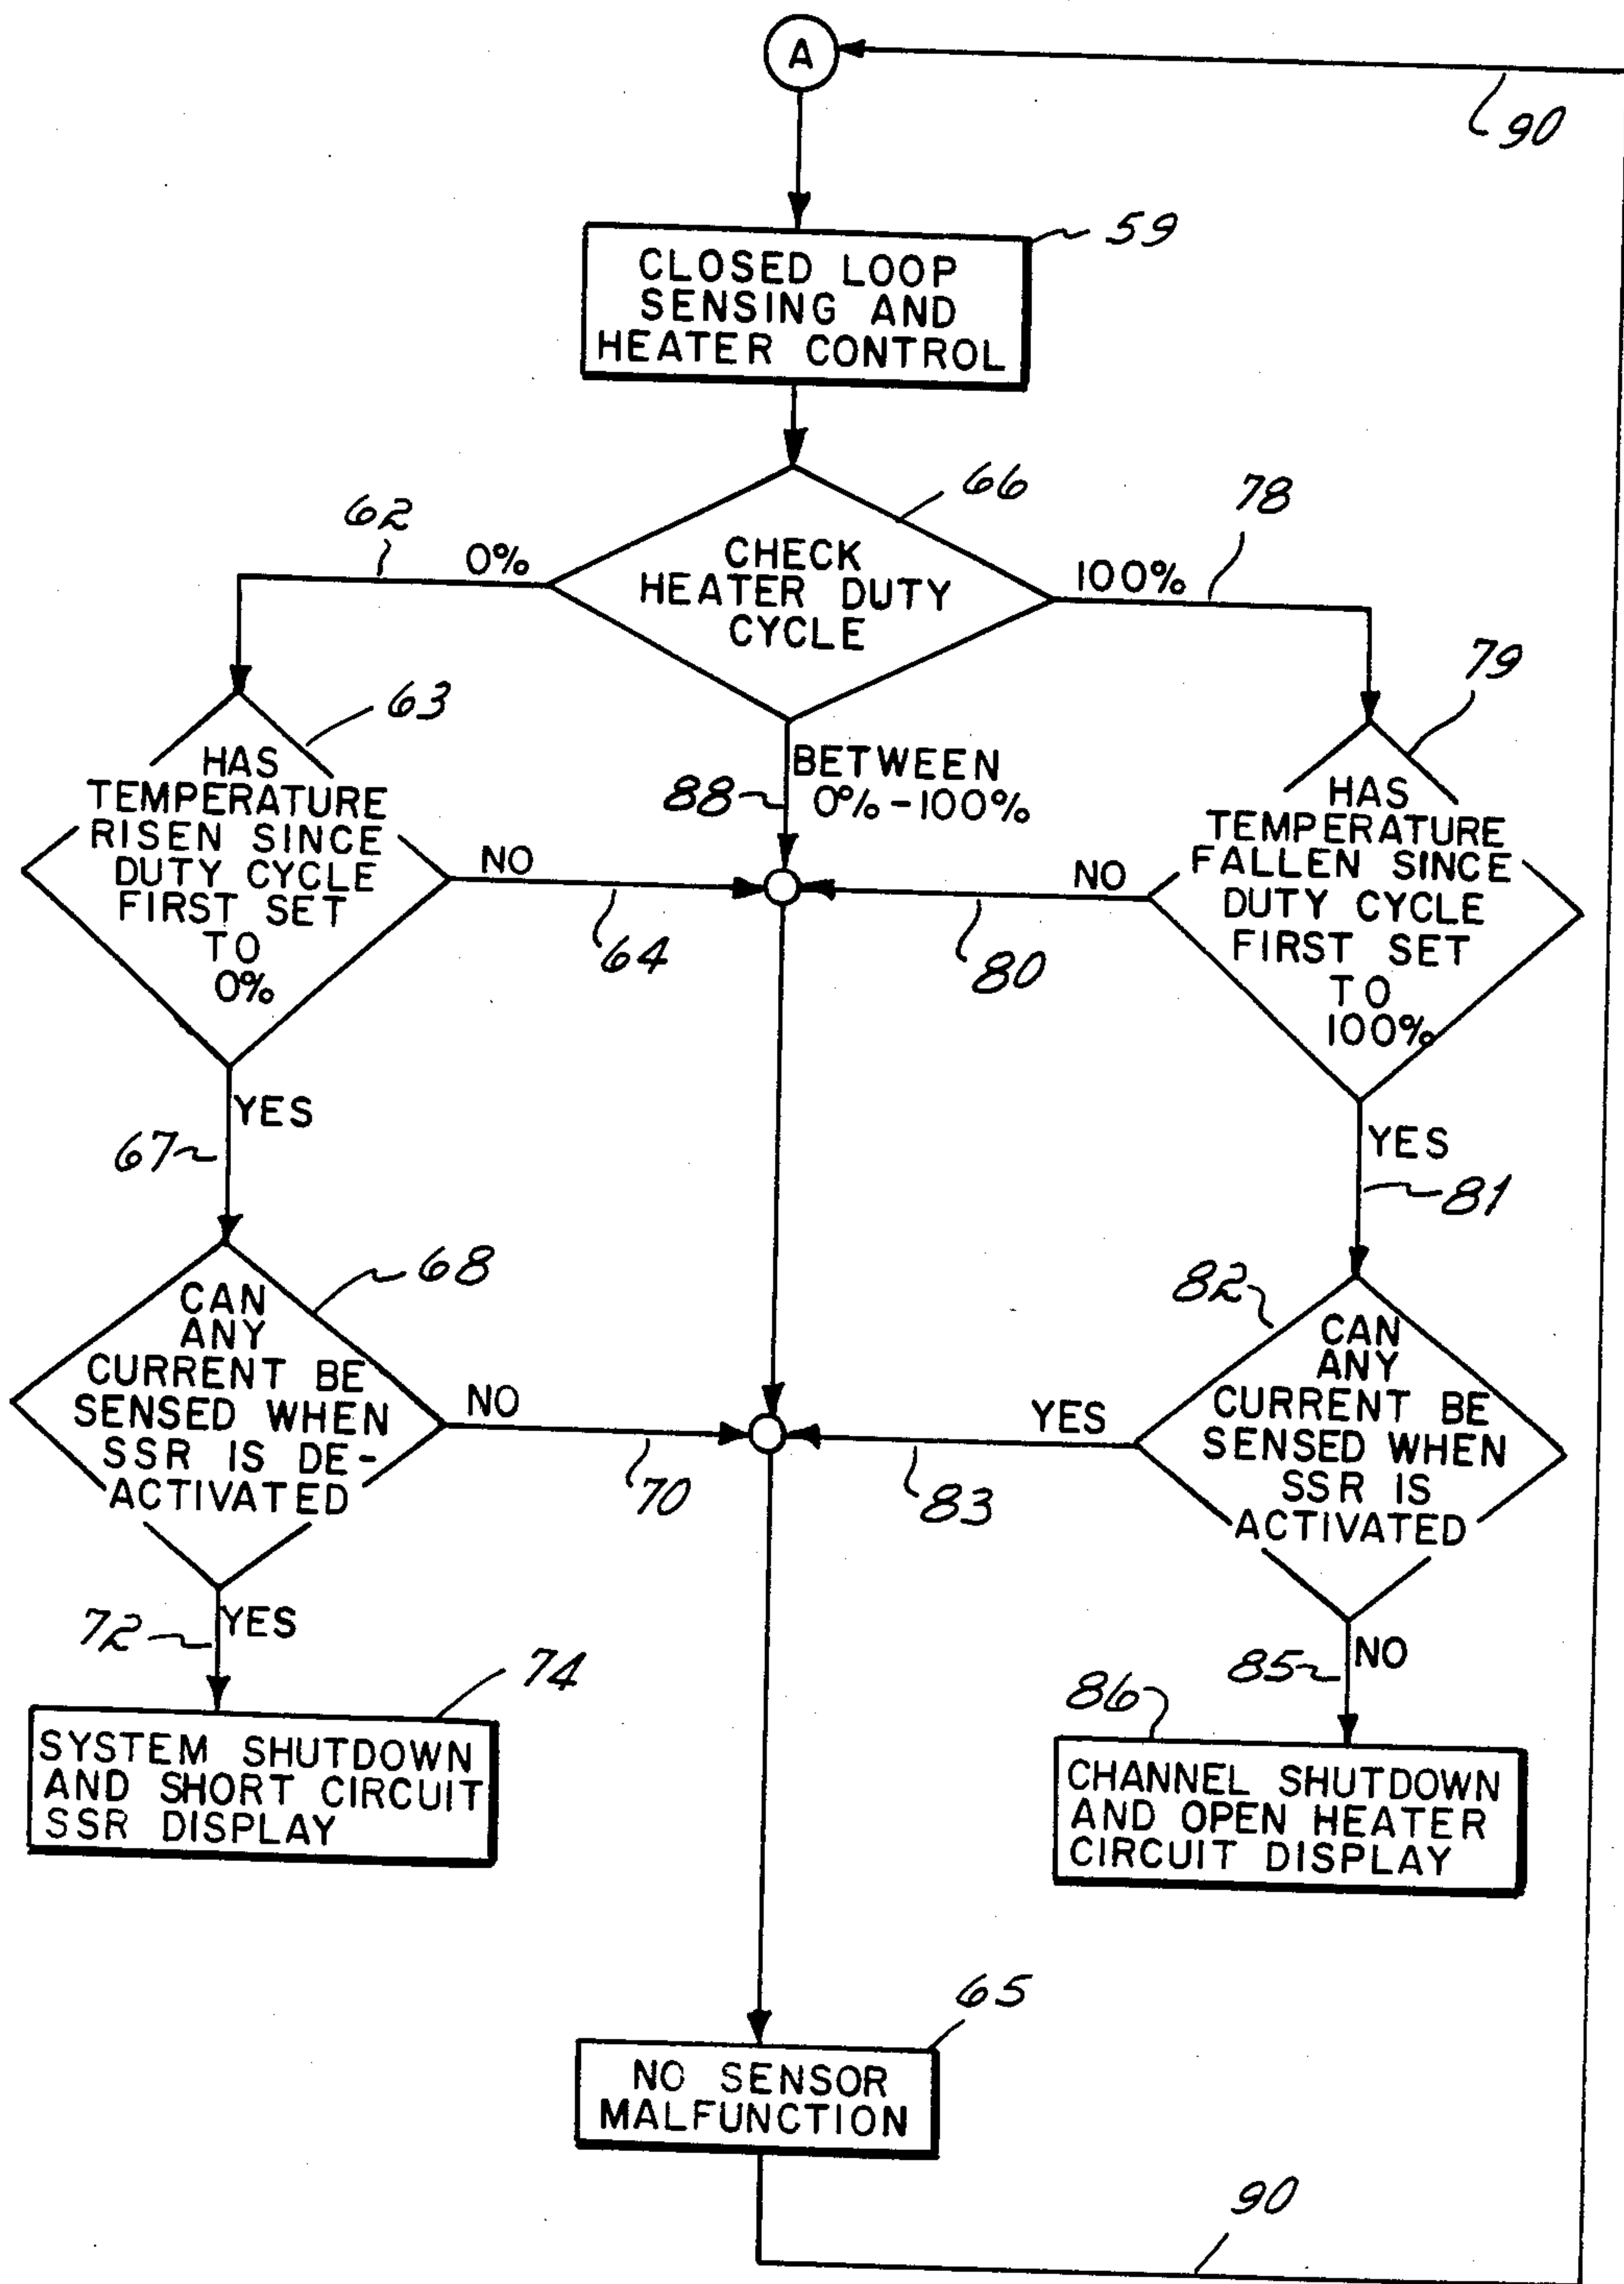 A
90
59
CLOSED LOOP
SENSING AND
HEATER CONTROL
66
78
62
0%
CHECK
HEATER DUTY
CYCLE
100%
79
63
HAS
TEMPERATURE
RISEN SINCE
DUTY CYCLE
FIRST SET
TO
0%
BETWEEN
0%-100%
88
HAS
TEMPERATURE
FALLEN SINCE
DUTY CYCLE
FIRST SET
TO
100%
NO
64
NO
80
YES
67
YES
81
68
CAN
ANY
CURRENT BE
SENSED WHEN
SSR IS DE-
ACTIVATED
82
CAN
ANY
CURRENT BE
SENSED WHEN
SSR IS
ACTIVATED
NO
70
YES
83
YES
72
74
NO
85
86
SYSTEM SHUTDOWN
AND SHORT CIRCUIT
SSR DISPLAY
CHANNEL SHUTDOWN
AND OPEN HEATER
CIRCUIT DISPLAY
65
NO SENSOR
MALFUNCTION
90